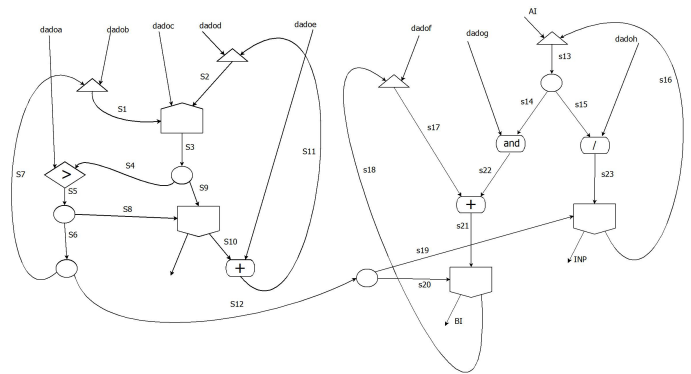 dadoa
dadob
dadoc
dadod
dadoe
dadof
dadog
AI
dadoh
s13
s16
S1
S2
s14
s15
s17
S3
and
/
S11
S7
S4
s18
s22
s23
>
S5
S9
+
S8
S6
S10
s21
s19
+
INP
s20
S12
BI